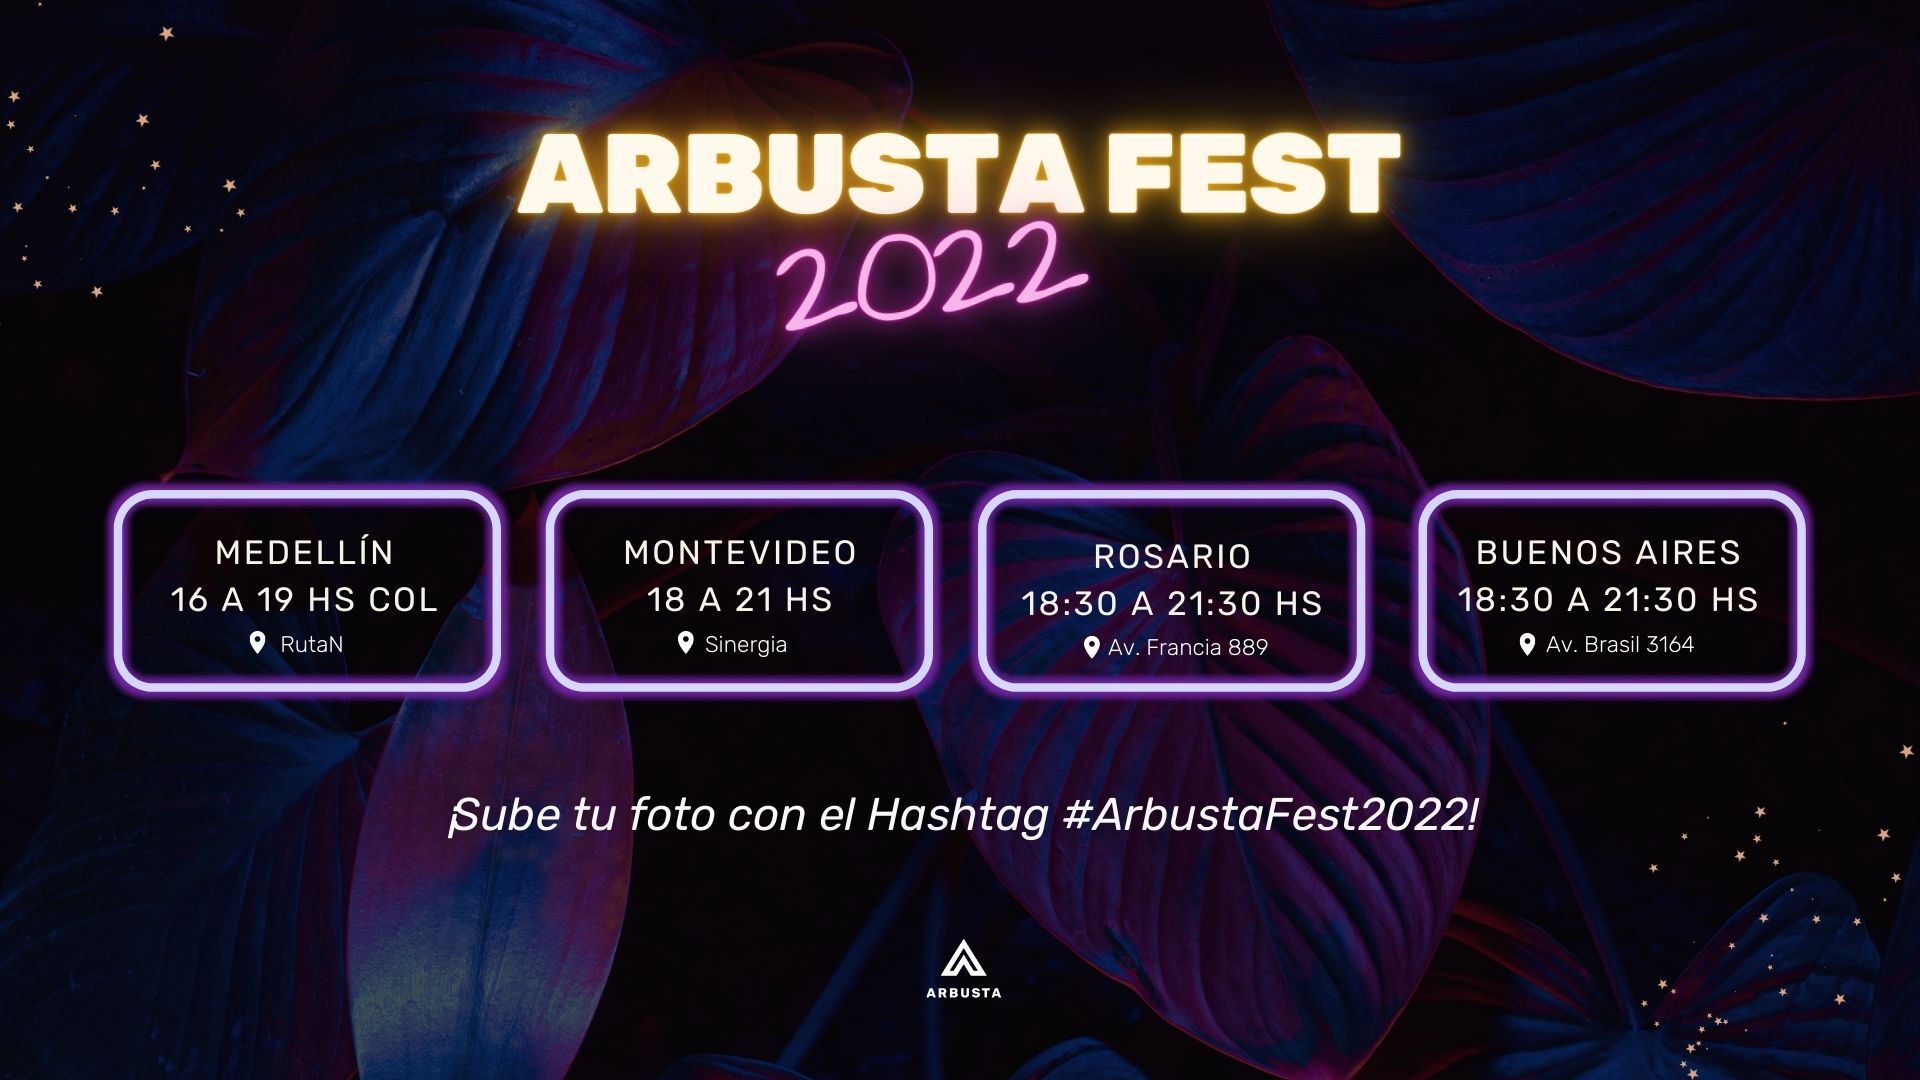 ARBUSTA FEST
2022
MEDELLÍN
16 A 19 HS COL
RutaN
MONTEVIDEO
18 A 21 HS
Sinergia
ROSARIO
18:30 A 21:30 HS
Av. Francia 889
BUENOS AIRES
18:30 A 21:30 HS
Av. Brasil 3164
¡Sube tu foto con el Hashtag #ArbustaFest2022!
ARBUSTA